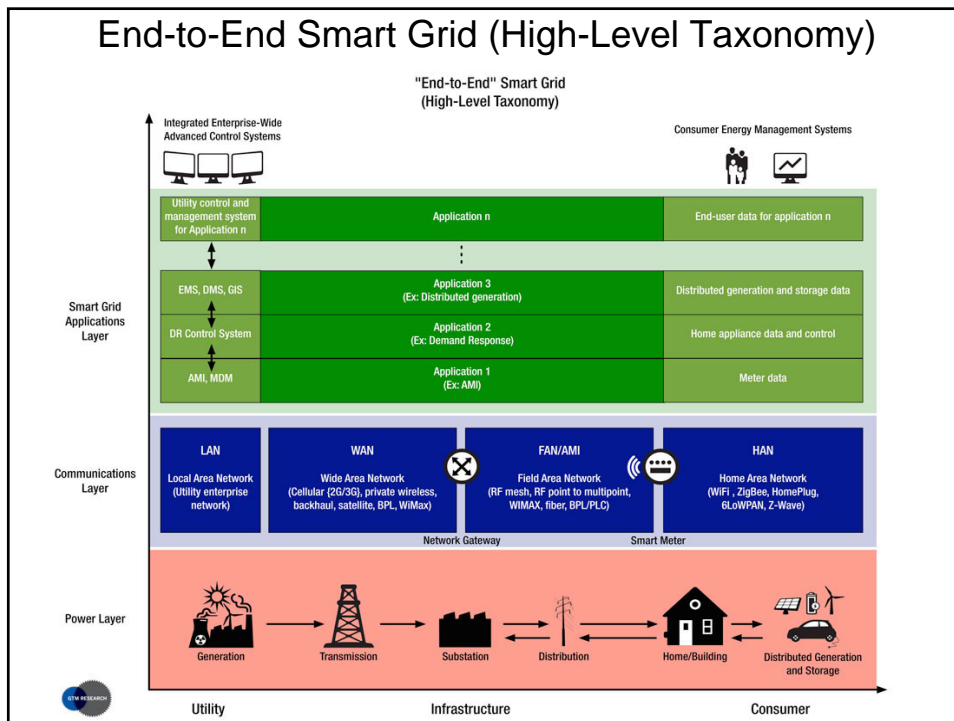 End-to-End Smart Grid (High-Level Taxonomy)
"End-to-End" Smart Grid
(High-Level Taxonomy)
Integrated Enterprise-Wide
Advanced Control Systems
Consumer Energy Management Systems
Smart Grid
Applications
Layer
Utility control and
management system
for Application n
Application n
End-user data for application n
EMS, DMS, GIS
Application 3
(Ex: Distributed generation)
Distributed generation and storage data
DR Control System
Application 2
(Ex: Demand Response)
Home appliance data and control
AMI, MDM
Application 1
(Ex: AMI)
Meter data
Communications
Layer
LAN
Local Area Network
(Utility enterprise
network)
WAN
Wide Area Network
(Cellular {2G/3G}, private wireless,
backhaul, satellite, BPL, WiMax)
FAN/AMI
Field Area Network
(RF mesh, RF point to multipoint,
WIMAX, fiber, BPL/PLC)
HAN
Home Area Network
(WiFi , ZigBee, HomePlug,
6LoWPAN, Z-Wave)
Network Gateway
Smart Meter
Power Layer
Generation
Transmission
Substation
Distribution
Home/Building
Distributed Generation
and Storage
GTM RESEARCH
Utility
Infrastructure
Consumer